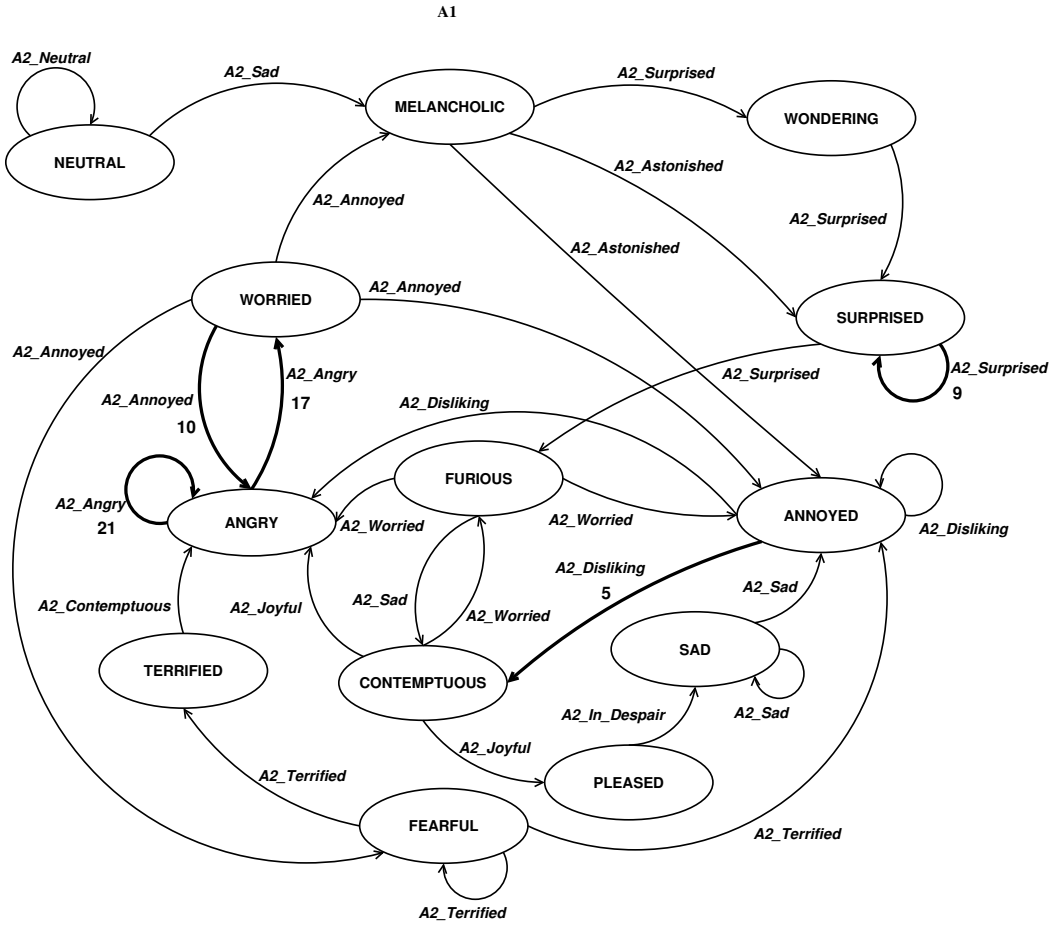 A1
A2_Neutral
A2_Sad
A2_Surprised
MELANCHOLIC
WONDERING
NEUTRAL
A2_Astonished
A2_Annoyed
A2_Surprised
A2_Astonished
WORRIED
A2_Annoyed
SURPRISED
A2_Annoyed
A2_Surprised
A2_Angry
A2_Surprised
9
A2_Annoyed
17
A2_Disliking
10
FURIOUS
A2_Angry
21
ANGRY
A2_Worried
A2_Worried
ANNOYED
A2_Disliking
A2_Disliking
5
A2_Sad
A2_Contemptuous
A2_Joyful
A2_Sad
A2_Worried
SAD
TERRIFIED
CONTEMPTUOUS
A2_In_Despair
A2_Sad
A2_Joyful
A2_Terrified
PLEASED
FEARFUL
A2_Terrified
A2_Terrified